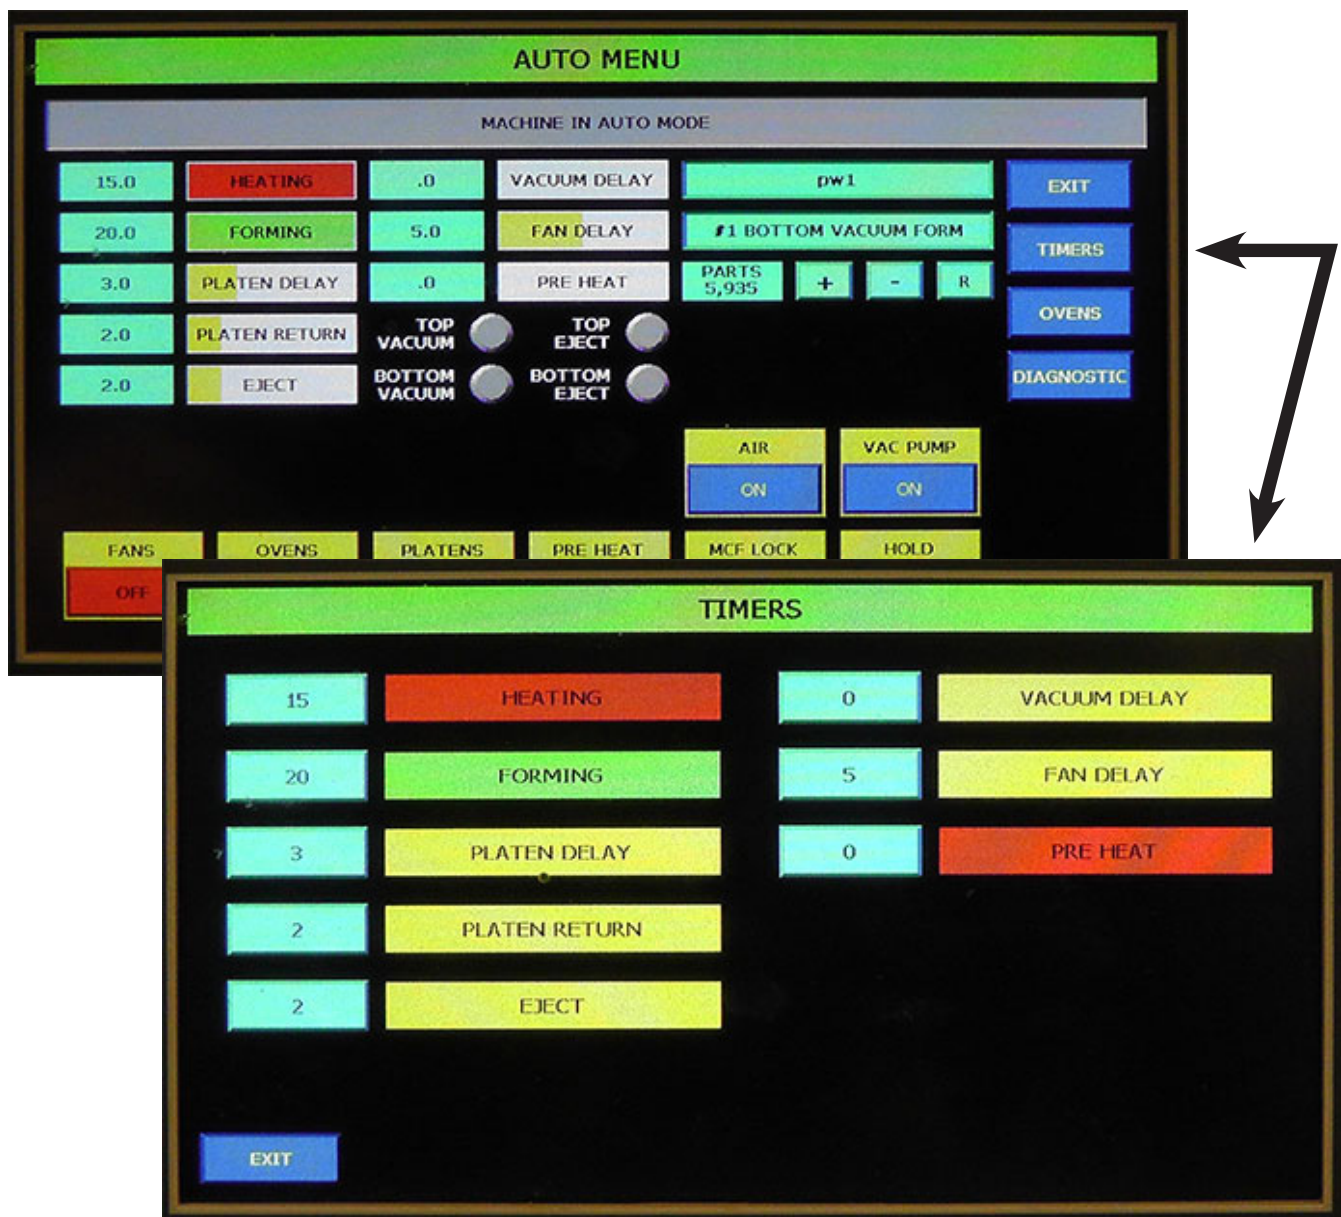 AUTO MENU
MACHINE IN AUTO MODE
15.0 HEATING .0 VACUUM DELAY pw1 EXIT
20.0 FORMING 5.0 FAN DELAY #1 BOTTOM VACUUM FORM TIMERS
3.0 PLATEN DELAY .0 PRE HEAT PARTS 5,935 + - R
OVENS
2.0 PLATEN RETURN TOP VACUUM TOP EJECT
2.0 EJECT BOTTOM VACUUM BOTTOM EJECT DIAGNOSTIC
AIR VAC PUMP
ON ON
FANS OVENS PLATENS PRE HEAT MCF LOCK HOLD
OFF
TIMERS
15 HEATING 0 VACUUM DELAY
20 FORMING 5 FAN DELAY
3 PLATEN DELAY 0 PRE HEAT
2 PLATEN RETURN
2 EJECT
EXIT